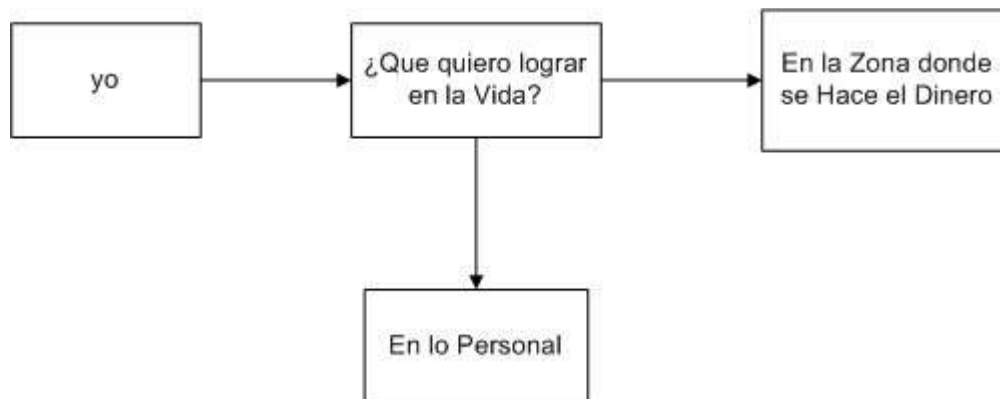 yo
¿Que quiero lograr
en la Vida?
En la Zona donde
se Hace el Dinero
En lo Personal